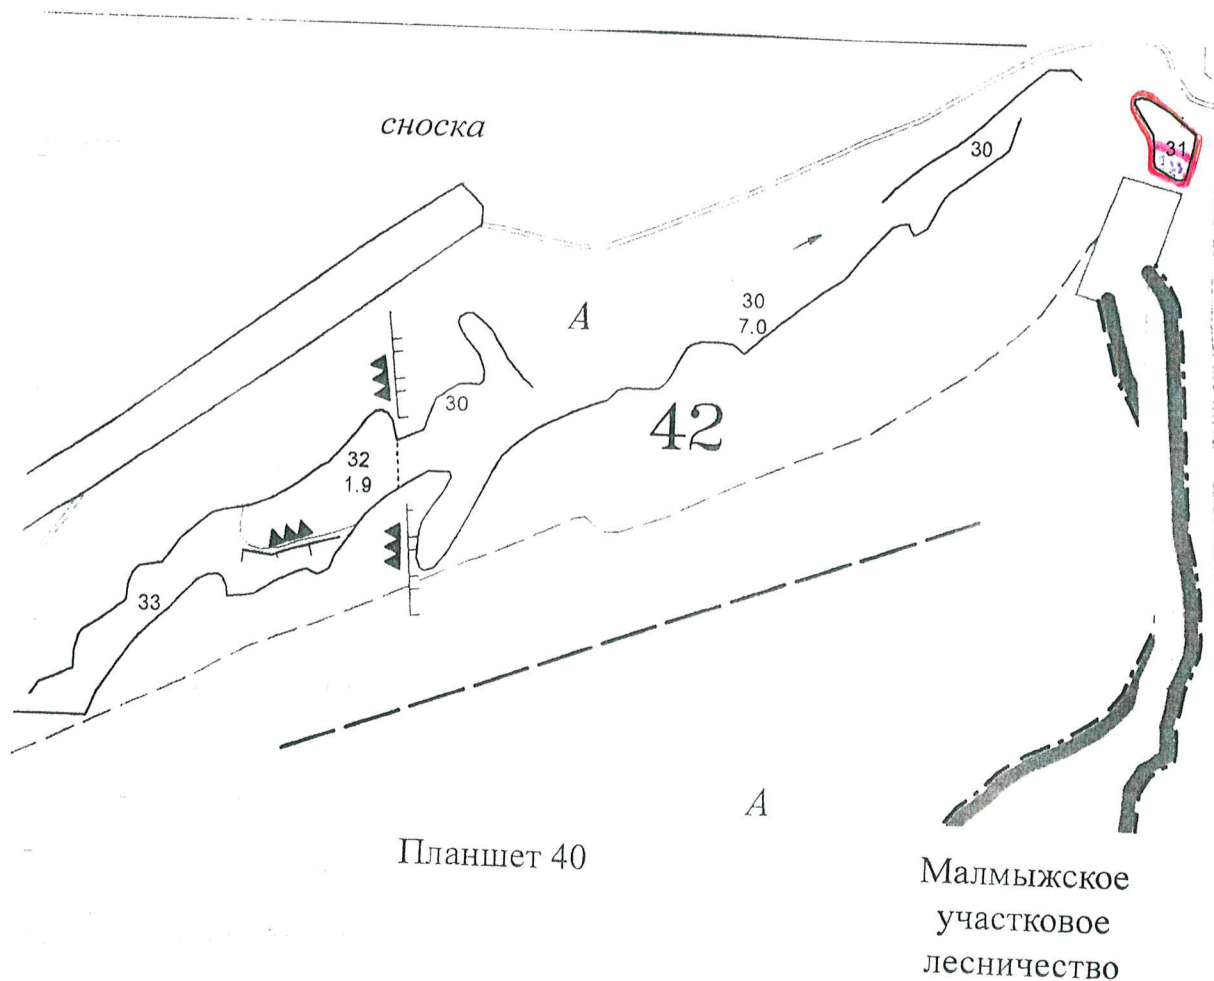 сноска
31
30
30
7.0
А
30
42
32
1.9
33
А
Планшет 40
Малмыжское
участковое
лесничество